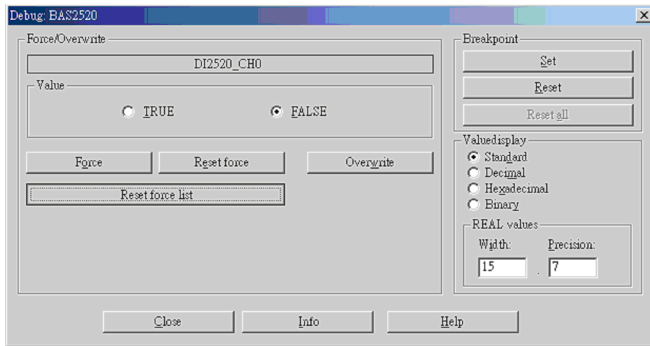 Debug: BAS2520
Force/Overwrite
DI2520_CH0
Value
TRUE
FALSE
Force
Reset force
Overwrite
Reset force list
Breakpoint
Set
Reset
Reset all
Valuedisplay
Standard
Decimal
Hexadecimal
Binary
REAL values
Width:
Precision:
15 . 7
Close
Info
Help